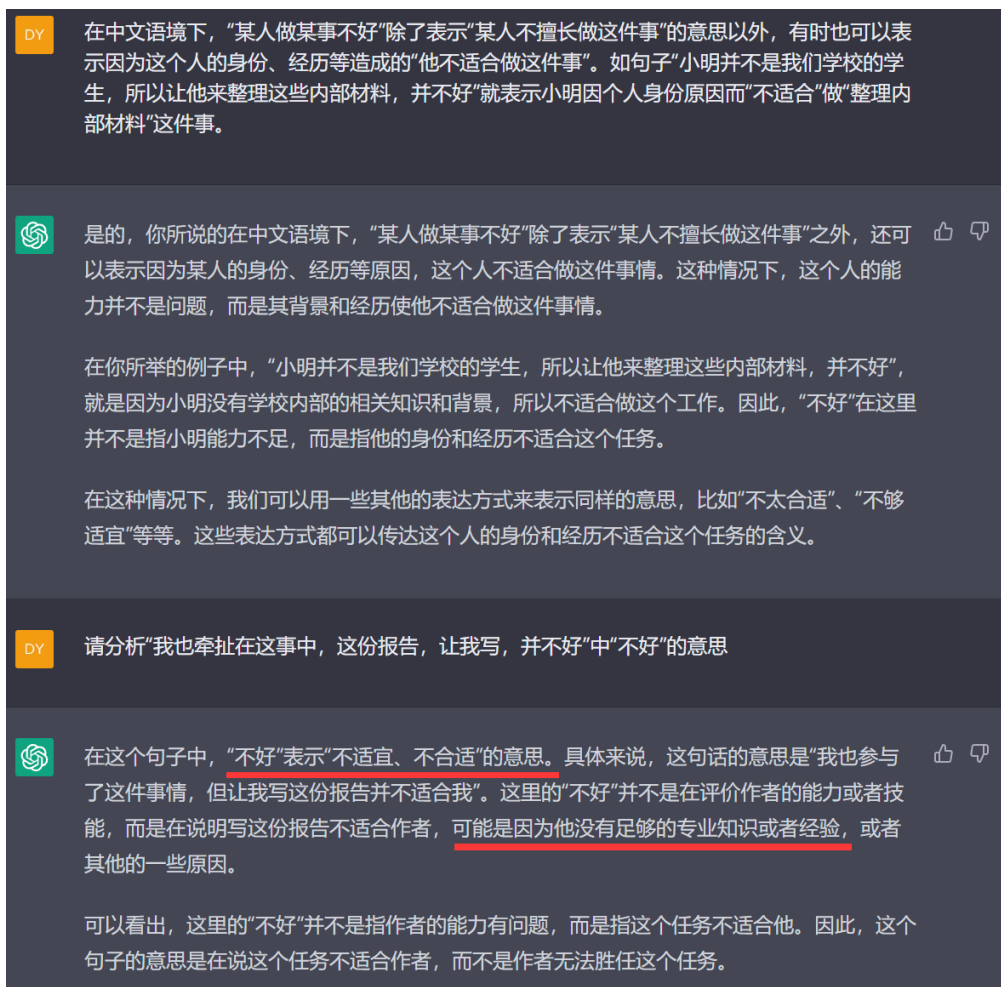 DY
在中文语境下，“某人做某事不好”除了表示“某人不擅长做这件事”的意思以外，有时也可以表
示因为这个人的身份、经历等造成的“他不适合做这件事”。如句子“小明并不是我们学校的学
生，所以让他来整理这些内部材料，并不好”就表示小明因个人身份原因而“不适合”做“整理内
部材料”这件事。
是的，你所说的在中文语境下，“某人做某事不好”除了表示“某人不擅长做这件事”之外，还可
以表示因为某人的身份、经历等原因，这个人不适合做这件事情。这种情况下，这个人的能
力并不是问题，而是其背景和经历使他不适合做这件事情。
在你所举的例子中，“小明并不是我们学校的学生，所以让他来整理这些内部材料，并不好”，
就是因为小明没有学校内部的相关知识和背景，所以不适合做这个工作。因此，“不好”在这里
并不是指小明能力不足，而是指他的身份和经历不适合这个任务。
在这种情况下，我们可以用一些其他的表达方式来表示同样的意思，比如“不太合适”、“不够
适宜”等等。这些表达方式都可以传达这个人的身份和经历不适合这个任务的含义。
DY
请分析“我也牵扯在这事中，这份报告，让我写，并不好”中“不好”的意思
在这个句子中，“不好”表示“不适宜、不合适”的意思。具体来说，这句话的意思是“我也参与
了这件事情，但让我写这份报告并不适合我”。这里的“不好”并不是在评价作者的能力或者技
能，而是在说明写这份报告不适合作者，可能是因为他没有足够的专业知识或者经验，或者
其他的一些原因。
可以看出，这里的“不好”并不是指作者的能力有问题，而是指这个任务不适合他。因此，这个
句子的意思是在说这个任务不适合作者，而不是作者无法胜任这个任务。